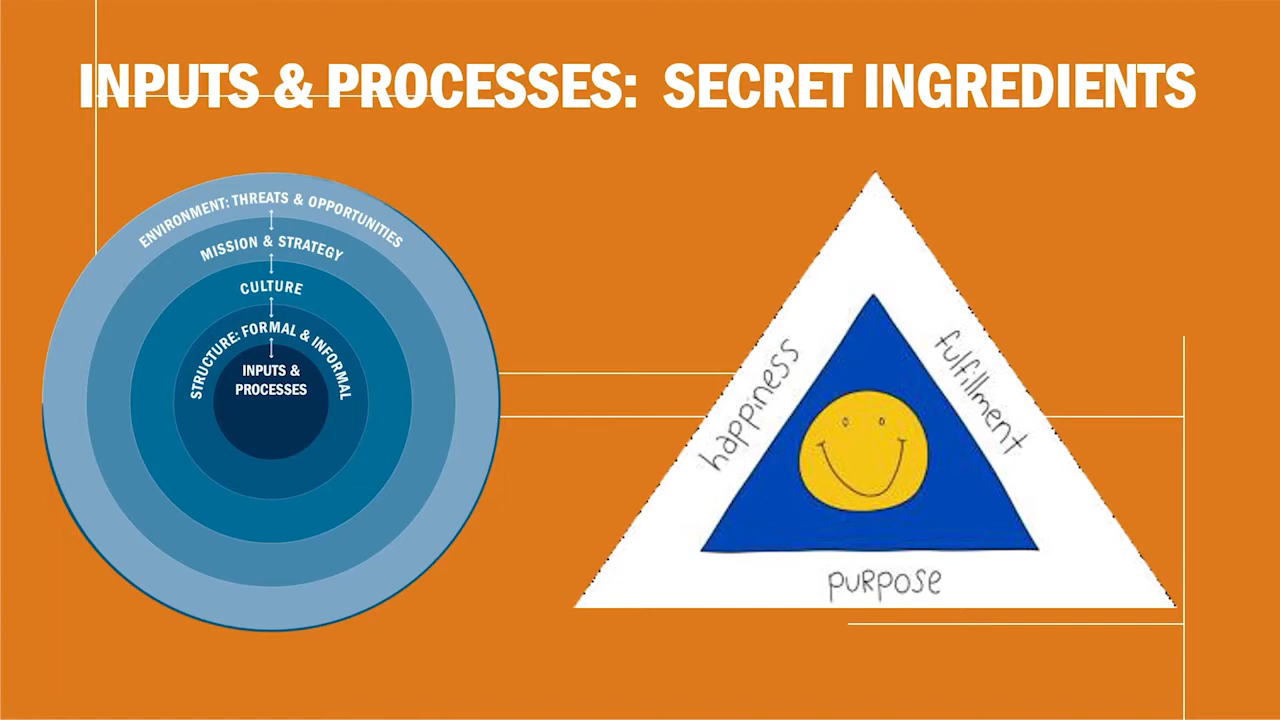 INPUTS & PROCESSES: SECRET INGREDIENTS
ENVIRONMENT: THREATS & OPPORTUNITIES
MISSION & STRATEGY
CULTURE
STRUCTURE: FORMAL & INFORMAL
INPUTS &
PROCESSES
happiness
fulfillment
purpose